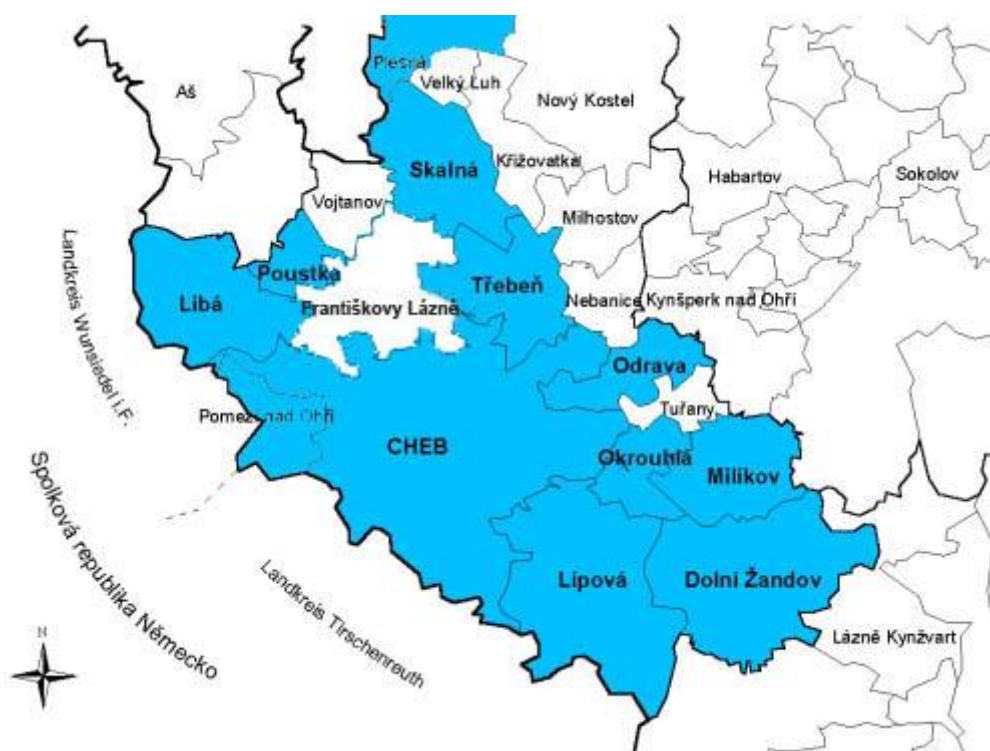 Plesná
Velký Luh
Aš
Nový Kostel
Křižovatka
Skalná
Habartov
Sokolov
Vojtanov
Milhostov
Landkreis Wunsiedel i.F.
Poustka
Třebeň
Libá
Františkovy Lázně
Nebanice
Kynšperk nad Ohří
Odrava
Pomezí nad Ohří
Tuřany
CHEB
Okrouhlá
Milíkov
Spolková republika Německo
Landkreis Tirschenreuth
Lípová
Dolni Žandov
Lázně Kynžvart
N